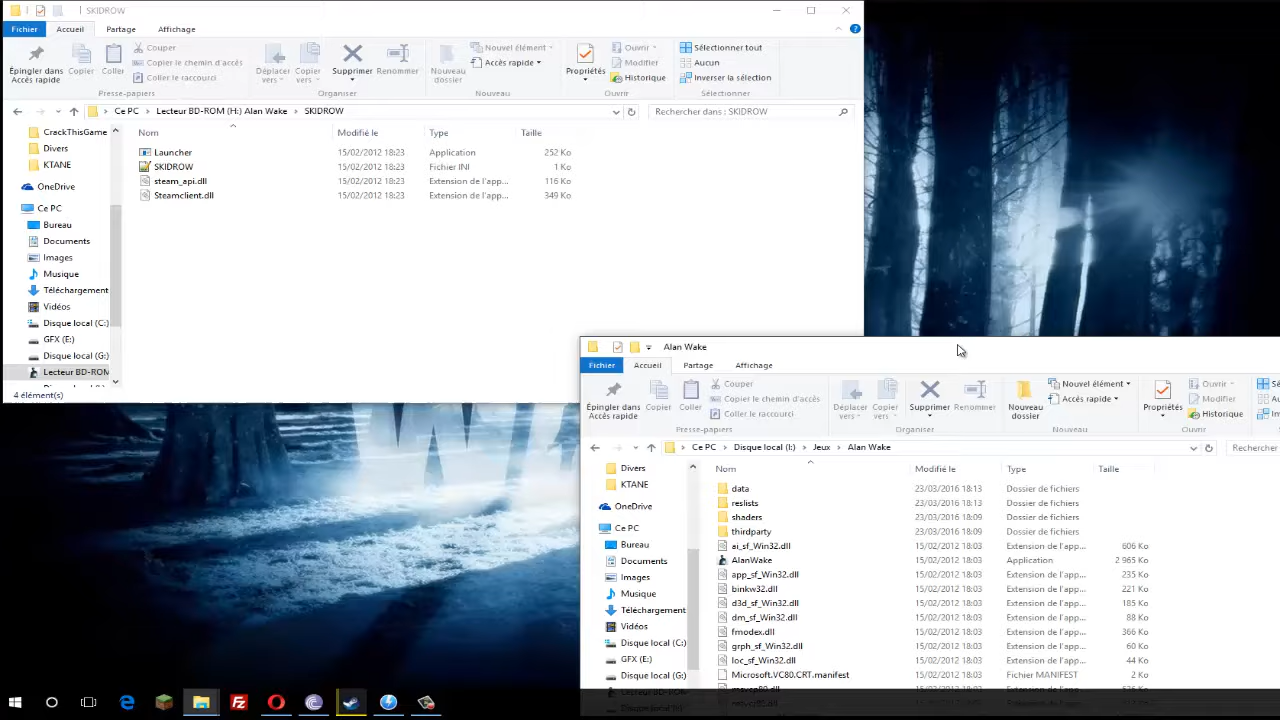 SKIDROW
Fichier Accueil Partage Affichage
Épingler dans Accès rapide
Copier
Coller
Couper
Copier le chemin d'accès
Coller le raccourci
Déplacer vers
Copier vers
Supprimer
Renommer
Nouveau dossier
Nouvel élément
Accès rapide
Propriétés
Ouvrir
Modifier
Historique
Sélectionner tout
Aucun
Inverser la sélection
Presse-papiers Organiser Nouveau Ouvrir Sélectionner
Ce PC Lecteur BD-ROM (H:) Alan Wake SKIDROW
Rechercher dans : SKIDROW
CrackThisGame
Divers
KTANE
OneDrive
Ce PC
Bureau
Documents
Images
Musique
Téléchargement
Vidéos
Disque local (C:)
GFX (E:)
Disque local (G:)
Lecteur BD-ROM
Nom Modifié le Type Taille
Launcher 15/02/2012 18:23 Application 252 Ko
SKIDROW 15/02/2012 18:23 Fichier INI 1 Ko
steam_api.dll 15/02/2012 18:23 Extension de l'app... 116 Ko
Steamclient.dll 15/02/2012 18:23 Extension de l'app... 349 Ko
4 élément(s)
W
Alan Wake
Fichier Accueil Partage Affichage
Épingler dans Accès rapide
Copier
Coller
Couper
Copier le chemin d'accès
Coller le raccourci
Déplacer vers
Copier vers
Supprimer
Renommer
Nouveau dossier
Nouvel élément
Accès rapide
Propriétés
Ouvrir
Modifier
Historique
Presse-papiers Organiser Nouveau Ouvrir
Ce PC Disque local (I:) Jeux Alan Wake
Rechercher
Divers
KTANE
OneDrive
Ce PC
Bureau
Documents
Images
Musique
Téléchargement
Vidéos
Disque local (C:)
GFX (E:)
Disque local (G:)
Lecteur BD-ROM
Nom Modifié le Type Taille
data 23/03/2016 18:13 Dossier de fichiers
reslists 23/03/2016 18:13 Dossier de fichiers
shaders 23/03/2016 18:09 Dossier de fichiers
thirdparty 23/03/2016 18:09 Dossier de fichiers
ai_sf_Win32.dll 15/02/2012 18:03 Extension de l'app... 606 Ko
AlanWake 15/02/2012 18:03 Application 2 965 Ko
app_sf_Win32.dll 15/02/2012 18:03 Extension de l'app... 235 Ko
binkw32.dll 15/02/2012 18:03 Extension de l'app... 221 Ko
d3d_sf_Win32.dll 15/02/2012 18:03 Extension de l'app... 185 Ko
dm_sf_Win32.dll 15/02/2012 18:03 Extension de l'app... 88 Ko
fmodex.dll 15/02/2012 18:03 Extension de l'app... 366 Ko
grph_sf_Win32.dll 15/02/2012 18:03 Extension de l'app... 60 Ko
loc_sf_Win32.dll 15/02/2012 18:03 Extension de l'app... 44 Ko
Microsoft.VC80.CRT.manifest 15/02/2012 18:03 Fichier MANIFEST 2 Ko